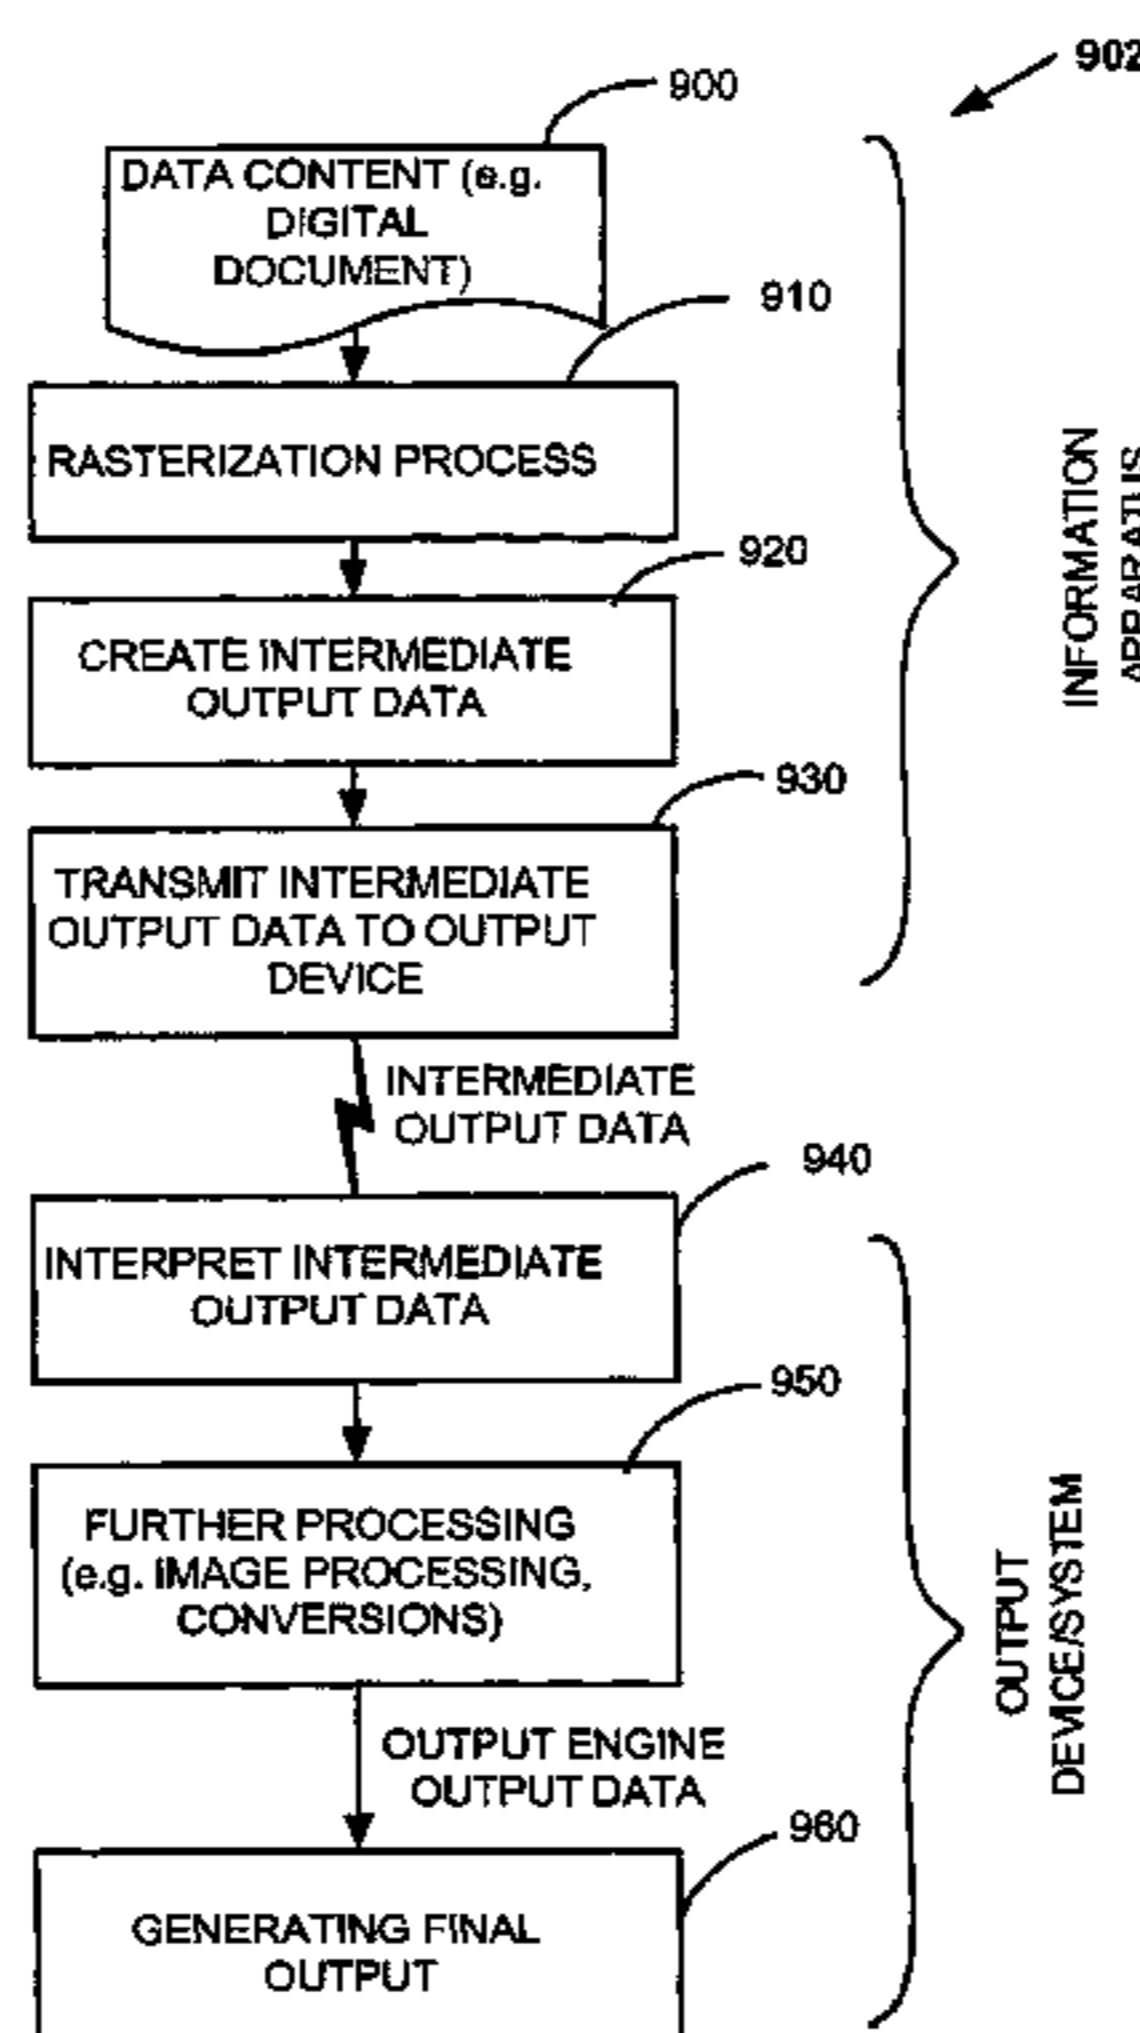 902
900
DATA CONTENT (e.g.
DIGITAL
DOCUMENT)
910
RASTERIZATION PROCESS
920
CREATE INTERMEDIATE
OUTPUT DATA
930
TRANSMIT INTERMEDIATE
OUTPUT DATA TO OUTPUT
DEVICE
INFORMATION
APPARATUS
INTERMEDIATE
OUTPUT DATA
940
INTERPRET INTERMEDIATE
OUTPUT DATA
950
FURTHER PROCESSING
(e.g. IMAGE PROCESSING,
CONVERSIONS)
OUTPUT
DEVICE/SYSTEM
OUTPUT ENGINE
OUTPUT DATA
960
GENERATING FINAL
OUTPUT